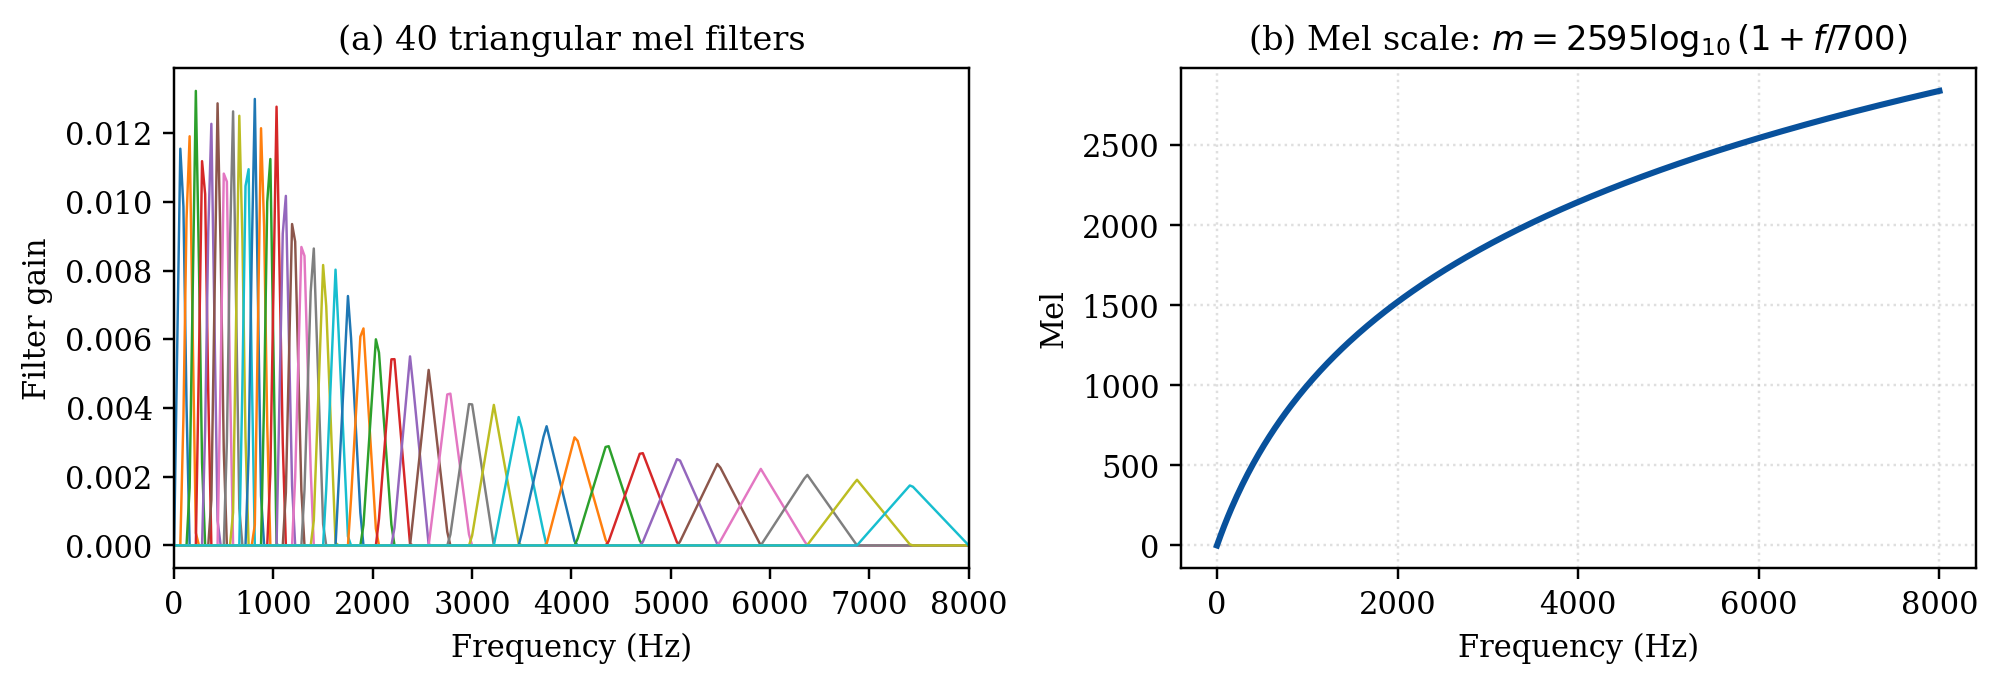 (a) 40 triangular mel filters
Filter gain
0.012
0.010
0.008
0.006
0.004
0.002
0.000
0 1000 2000 3000 4000 5000 6000 7000 8000
Frequency (Hz)
(b) Mel scale: m = 2595log₁₀(1 + f/700)
Mel
2500
2000
1500
1000
500
0
0 2000 4000 6000 8000
Frequency (Hz)